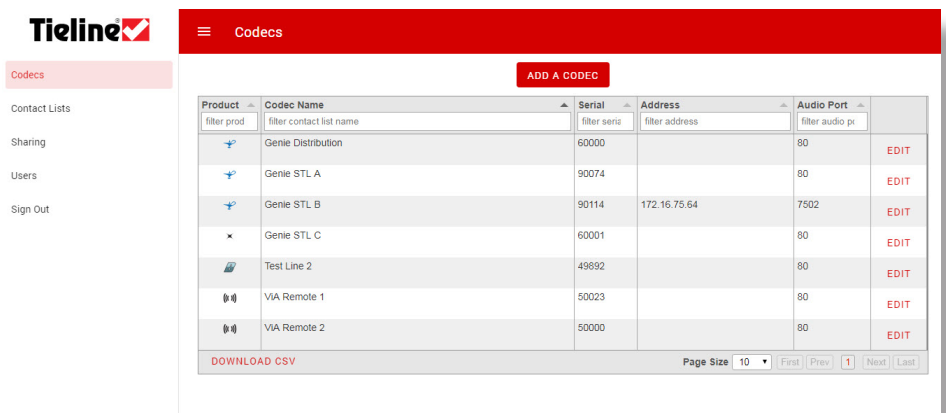 Tieline
Codecs
Codecs
Contact Lists
Sharing
Users
Sign Out
ADD A CODEC
Product Codec Name Serial Address Audio Port
filter prod filter contact list name filter seria filter address filter audio po
Genie Distribution 60000 80 EDIT
Genie STL A 90074 80 EDIT
Genie STL B 90114 172.16.75.64 7502 EDIT
Genie STL C 60001 80 EDIT
Test Line 2 49892 80 EDIT
ViA Remote 1 50023 80 EDIT
ViA Remote 2 50000 80 EDIT
DOWNLOAD CSV Page Size 10 First Prev 1 Next Last